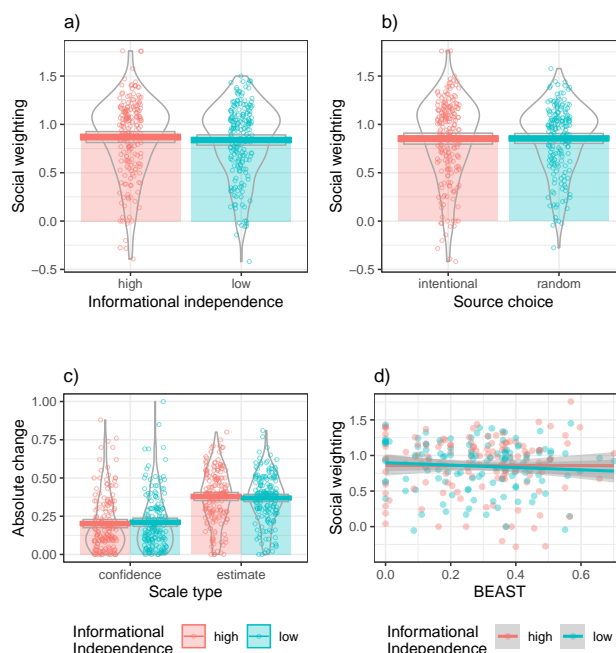 a)
Social weighting
1.5
1.0
0.5
0.0
−0.5
high
low
Informational independence
b)
Social weighting
1.5
1.0
0.5
0.0
−0.5
intentional
random
Source choice
c)
Absolute change
1.00
0.75
0.50
0.25
0.00
confidence
estimate
Scale type
Informational
Independence
high
low
d)
Social weighting
1.5
1.0
0.5
0.0
0.0
0.2
0.4
0.6
BEAST
Informational
Independence
high
low